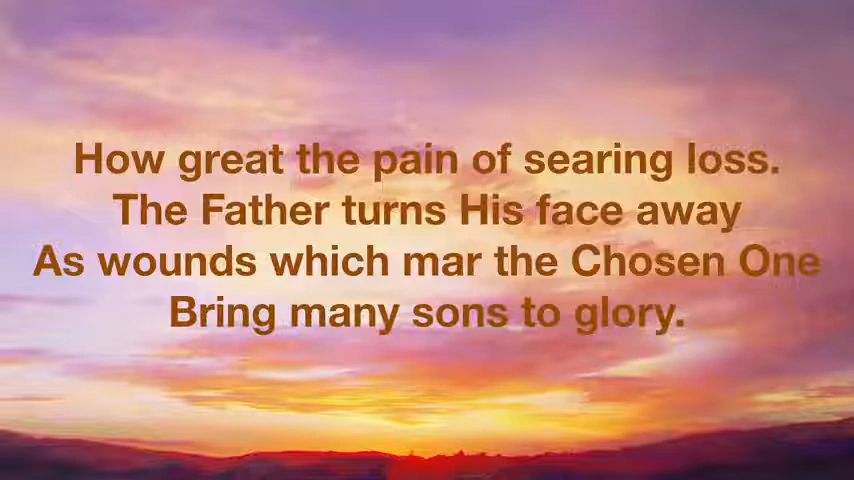 How great the pain of searing loss.
The Father turns His face away
As wounds which mar the Chosen One
Bring many sons to glory.